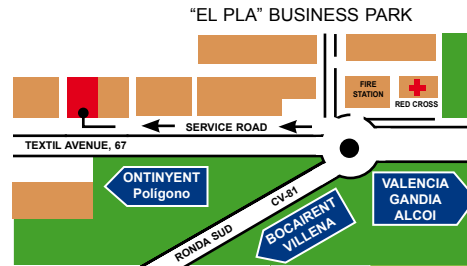 "EL PLA" BUSINESS PARK
FIRE
STATION
RED CROSS
SERVICE ROAD
TEXTIL AVENUE, 67
ONTINYENT
Polígono
VALENCIA
GANDIA
ALCOI
CV-81
BOCAIRENT
VILLENA
RONDA SUD